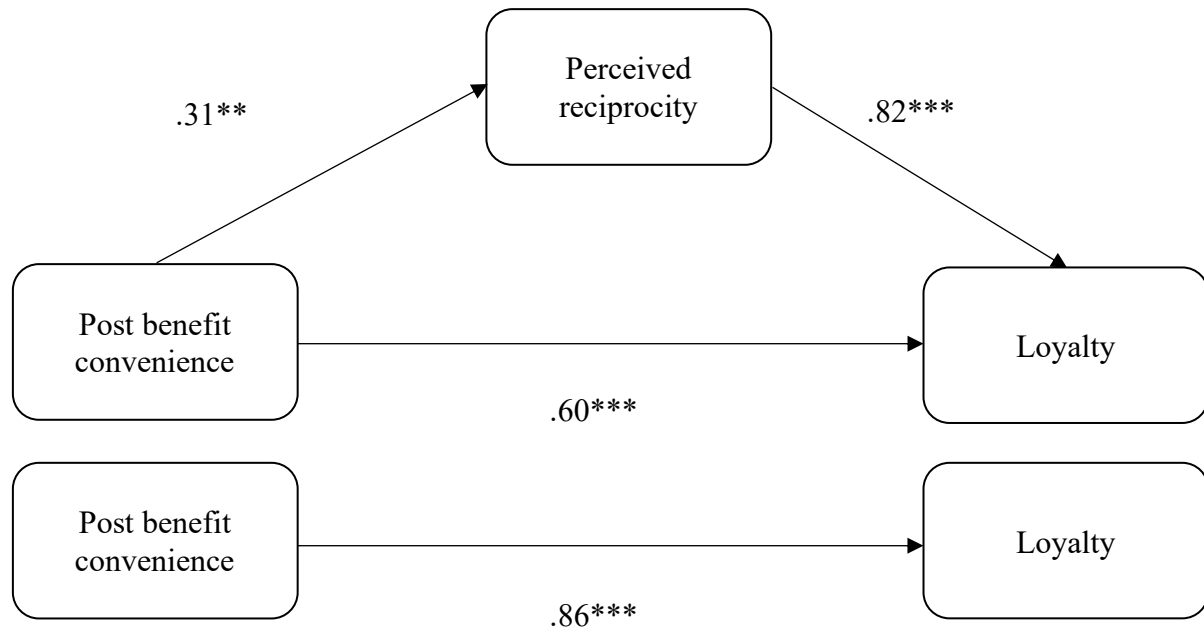 Perceived
reciprocity
.31**
.82***
Post benefit
convenience
Loyalty
.60***
Post benefit
convenience
Loyalty
.86***